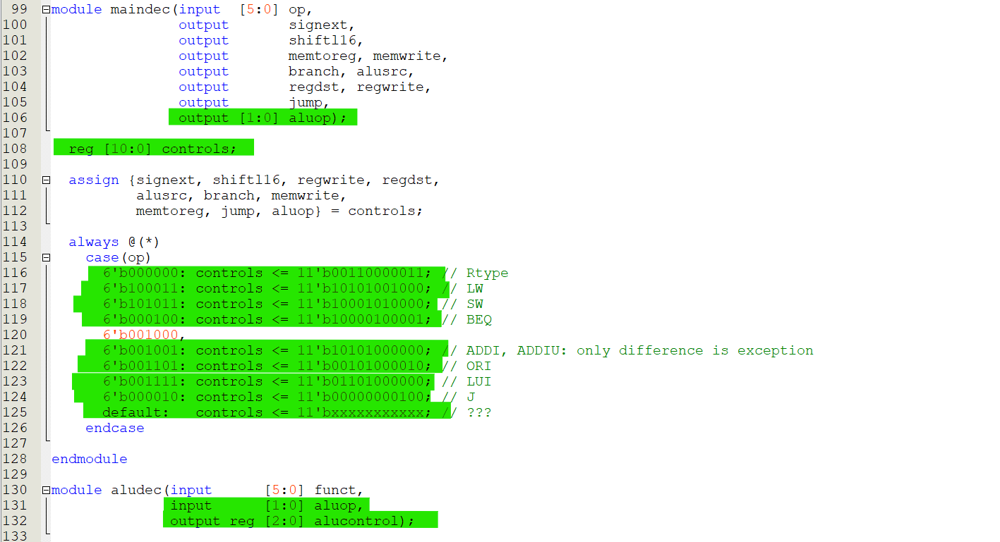 99 module maindec(input [5:0] op,
100 output signext,
101 output shiftl16,
102 output memtoreg, memwrite,
103 output branch, alusrc,
104 output regdst, regwrite,
105 output jump,
106 output [1:0] aluop);
107
108 reg [10:0] controls;
109
110 assign {signext, shiftl16, regwrite, regdst,
111 alusrc, branch, memwrite,
112 memtoreg, jump, aluop} = controls;
113
114 always @(*)
115 case(op)
116 6'b000000: controls <= 11'b00110000011; // Rtype
117 6'b100011: controls <= 11'b10101001000; // LW
118 6'b101011: controls <= 11'b10001010000; // SW
119 6'b000100: controls <= 11'b10000100001; // BEQ
120 6'b001000,
121 6'b001001: controls <= 11'b10101000000; // ADDI, ADDIU: only difference is exception
122 6'b001101: controls <= 11'b00101000010; // ORI
123 6'b001111: controls <= 11'b01101000000; // LUI
124 6'b000010: controls <= 11'b00000000100; // J
125 default: controls <= 11'bxxxxxxxxxxx; // ???
126 endcase
127
128 endmodule
129
130 module aludec(input [5:0] funct,
131 input [1:0] aluop,
132 output reg [2:0] alucontrol);
133